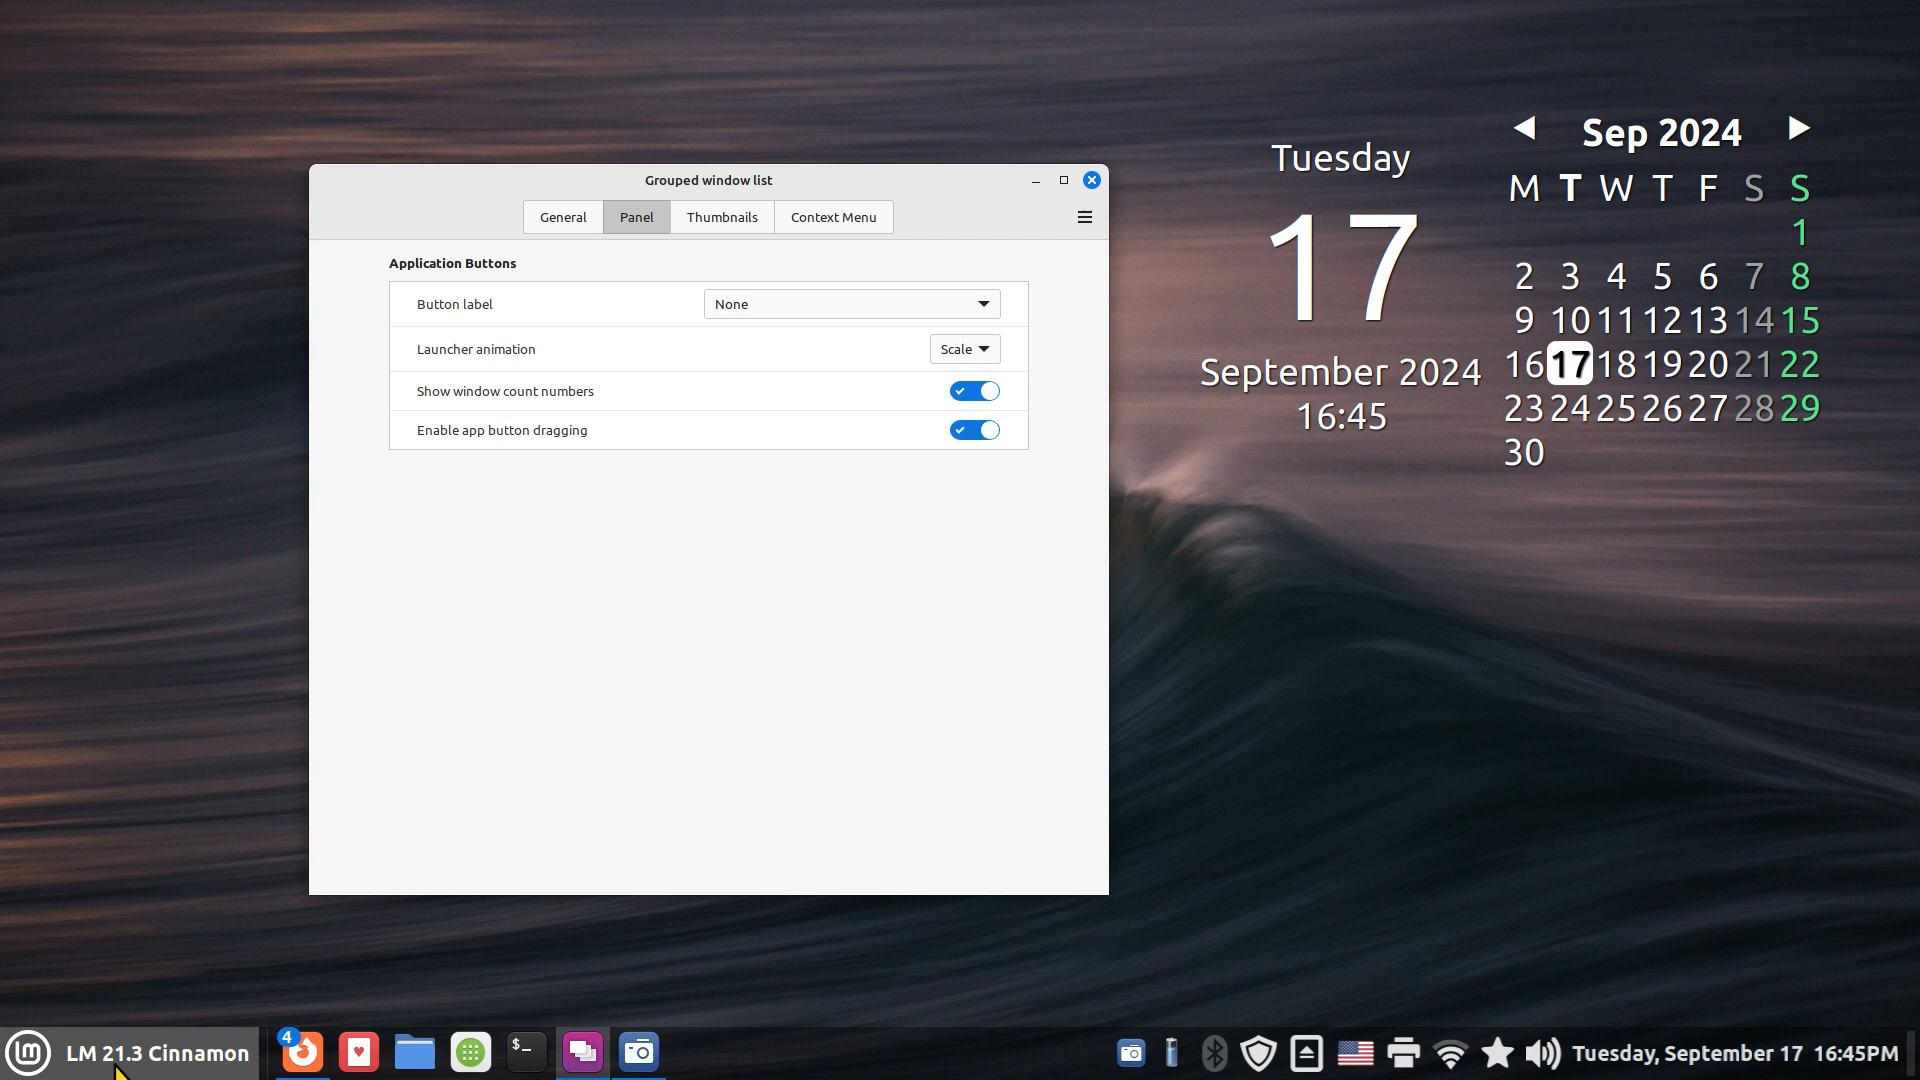 Grouped window list
General Panel Thumbnails Context Menu
Application Buttons
Button label None
Launcher animation Scale
Show window count numbers
Enable app button dragging
Tuesday
17
September 2024
16:45
Sep 2024
M T W T F S S
1
2 3 4 5 6 7 8
9 10 11 12 13 14 15
16 17 18 19 20 21 22
23 24 25 26 27 28 29
30
LM 21.3 Cinnamon
4
$_
Tuesday, September 17 16:45PM